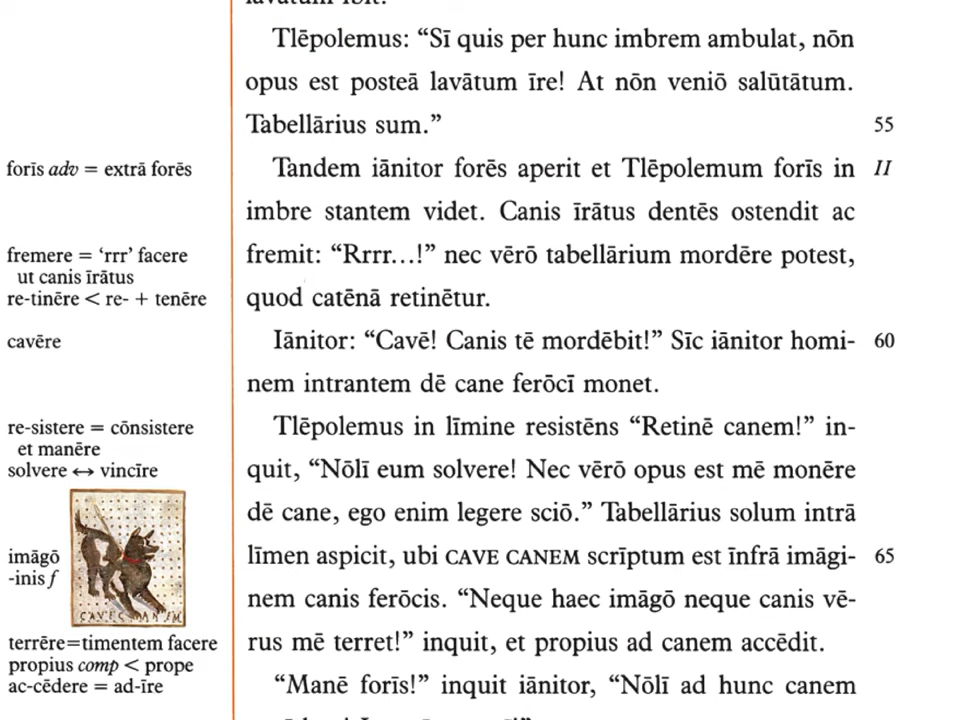 lavātum ībit.
Tlēpolemus: “Sī quis per hunc imbrem ambulat, nōn
opus est posteā lavātum īre! At nōn veniō salūtātum.
Tabellārius sum.” 55
forīs adv = extrā forēs
Tandem iānitor forēs aperit et Tlēpolemum forīs in II
imbre stantem videt. Canis īrātus dentēs ostendit ac
fremere = ‘rrr’ facere
ut canis īrātus
fremit: “Rrrr...!” nec vērō tabellārium mordēre potest,
re-tinēre < re- + tenēre
quod catēnā retinētur.
cavēre
Iānitor: “Cavē! Canis tē mordēbit!” Sīc iānitor homi- 60
nem intrantem dē cane ferōcī monet.
re-sistere = cōnsistere
et manēre
Tlēpolemus in līmine resistēns “Retinē canem!” in-
solvere ↔ vincīre
quit, “Nōlī eum solvere! Nec vērō opus est mē monēre
dē cane, ego enim legere sciō.” Tabellārius solum intrā
imāgō
-inis f
līmen aspicit, ubi CAVE CANEM scrīptum est īnfrā imāgi- 65
nem canis ferōcis. “Neque haec imāgō neque canis vē-
CAVE CANEM
terrēre=timentem facere
rus mē terret!” inquit, et propius ad canem accēdit.
propius comp < prope
ac-cēdere = ad-īre
“Manē forīs!” inquit iānitor, “Nōlī ad hunc canem